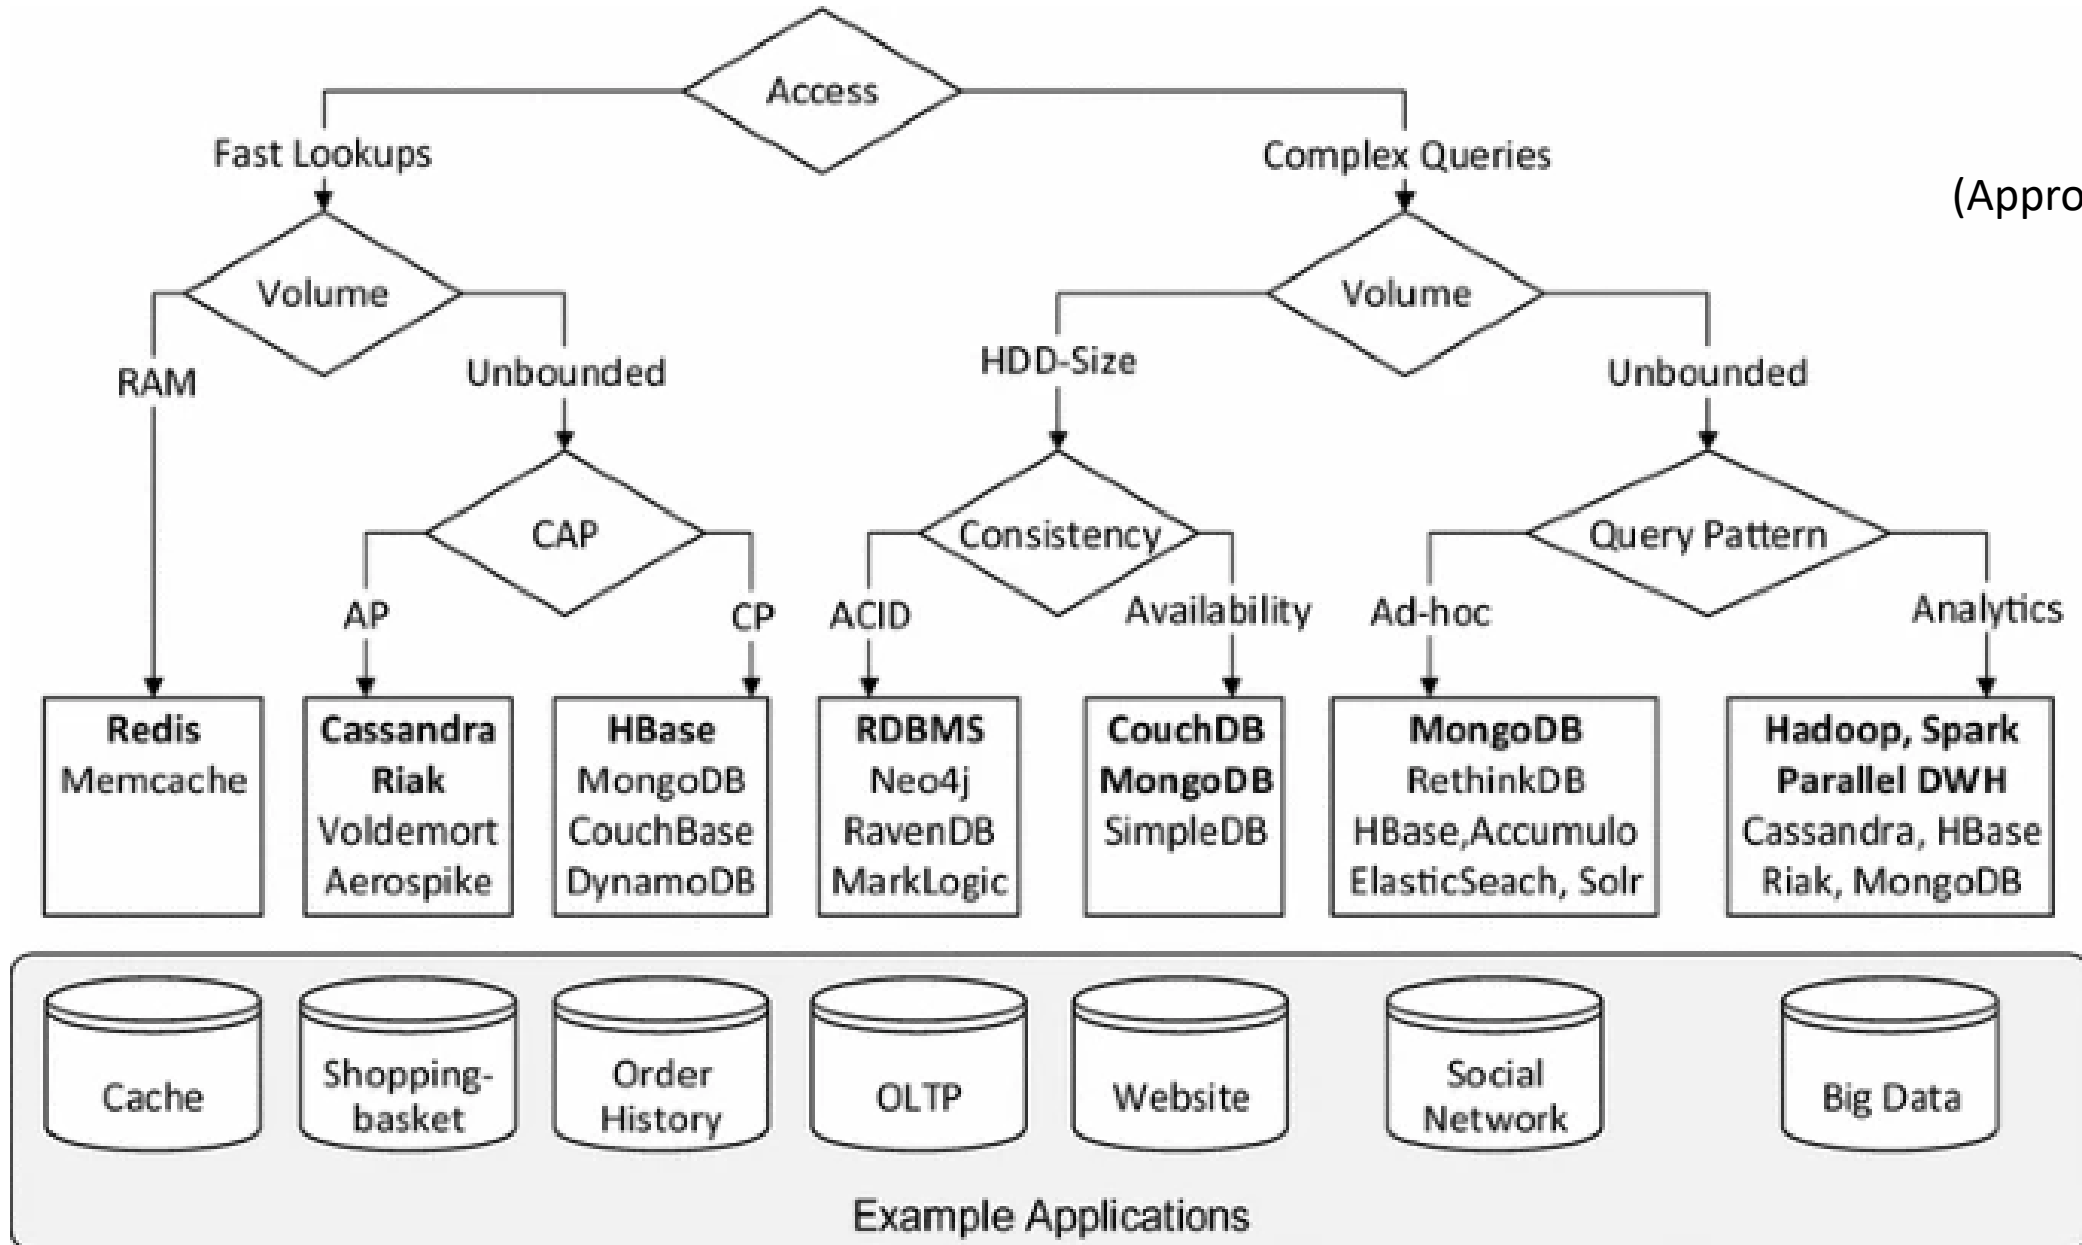 Access
Fast Lookups
Complex Queries
(Appro
Volume
Volume
RAM
Unbounded
HDD-Size
Unbounded
CAP
Consistency
Query Pattern
AP
CP
ACID
Availability
Ad-hoc
Analytics
Redis
Memcache
Cassandra
Riak
Voldemort
Aerospike
HBase
MongoDB
CouchBase
DynamoDB
RDBMS
Neo4j
RavenDB
MarkLogic
CouchDB
MongoDB
SimpleDB
MongoDB
RethinkDB
HBase,Accumulo
ElasticSeach, Solr
Hadoop, Spark
Parallel DWH
Cassandra, HBase
Riak, MongoDB
Cache
Shopping-
basket
Order
History
OLTP
Website
Social
Network
Big Data
Example Applications